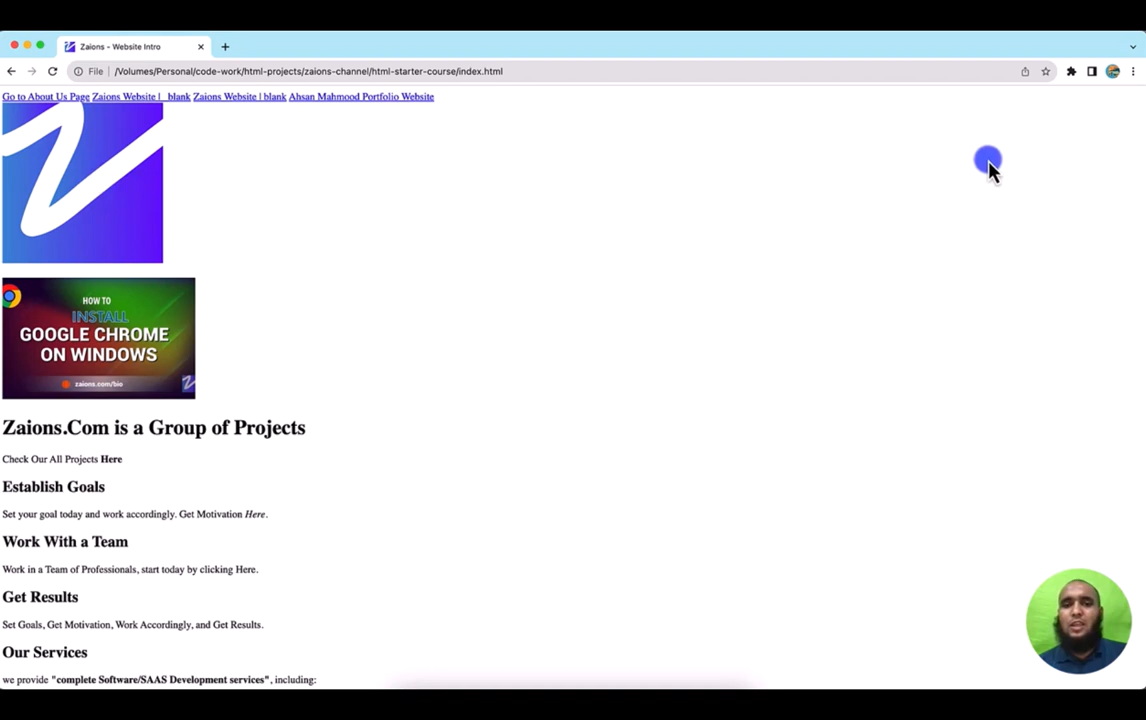 Zaions - Website Intro
File /Volumes/Personal/code-work/html-projects/zaions-channel/html-starter-course/index.html
Go to About Us Page Zaions Website | _blank Zaions Website | blank Ahsan Mahmood Portfolio Website
HOW TO
INSTALL
GOOGLE CHROME
ON WINDOWS
zaions.com/bio
Zaions.Com is a Group of Projects
Check Our All Projects Here
Establish Goals
Set your goal today and work accordingly. Get Motivation Here.
Work With a Team
Work in a Team of Professionals, start today by clicking Here.
Get Results
Set Goals, Get Motivation, Work Accordingly, and Get Results.
Our Services
we provide "complete Software/SAAS Development services", including: